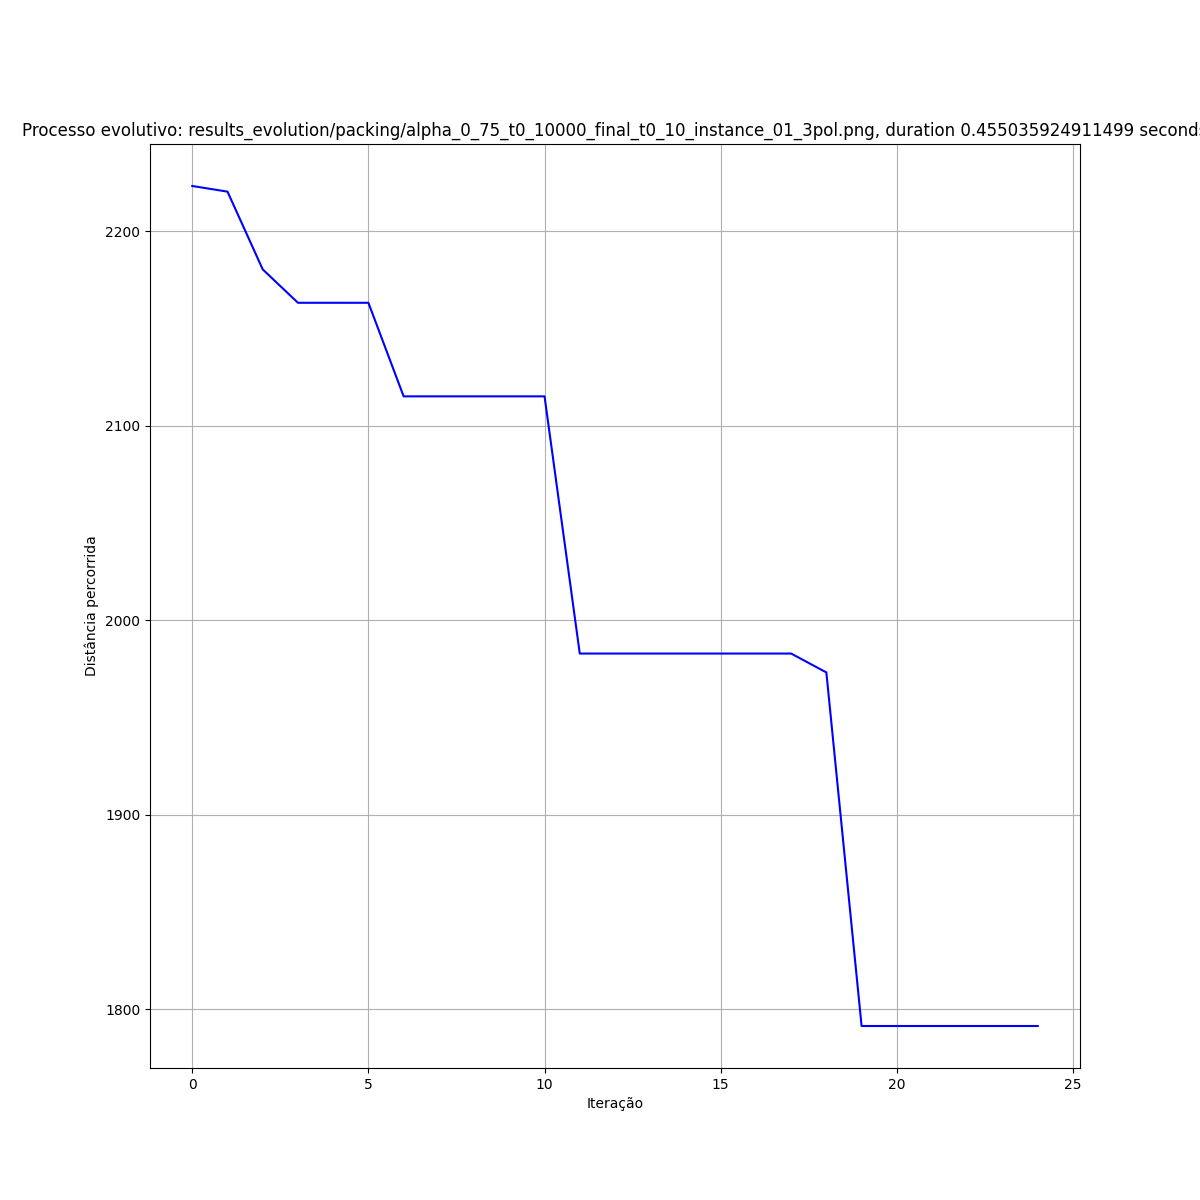 Processo evolutivo: results_evolution/packing/alpha_0_75_t0_10000_final_t0_10_instance_01_3pol.png, duration 0.455035924911499 seconds
2200
2100
2000
1900
1800
Distância percorrida
0 5 10 15 20 25
Iteração